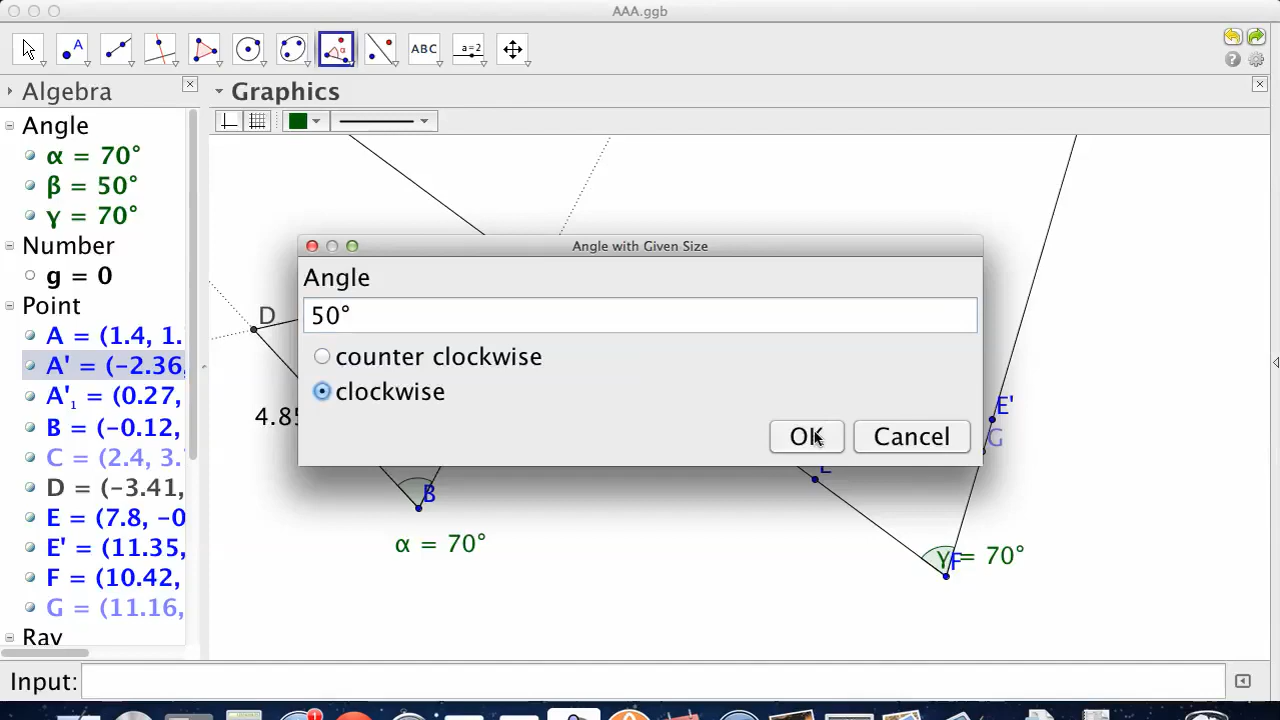 AAA.ggb
A
α
ABC
a=2
Algebra
Graphics
Angle
α = 70°
β = 50°
γ = 70°
Number
g = 0
Point
A = (1.4, 1.
A' = (-2.36,
A'₁ = (0.27,
B = (-0.12,
C = (2.4, 3.
D = (-3.41,
E = (7.8, -0
E' = (11.35,
F = (10.42,
G = (11.16,
Ray
D
4.85
B
α = 70°
E'
G
E
γ = 70°
F
Angle with Given Size
Angle
50°
counter clockwise
clockwise
OK
Cancel
Input:
1